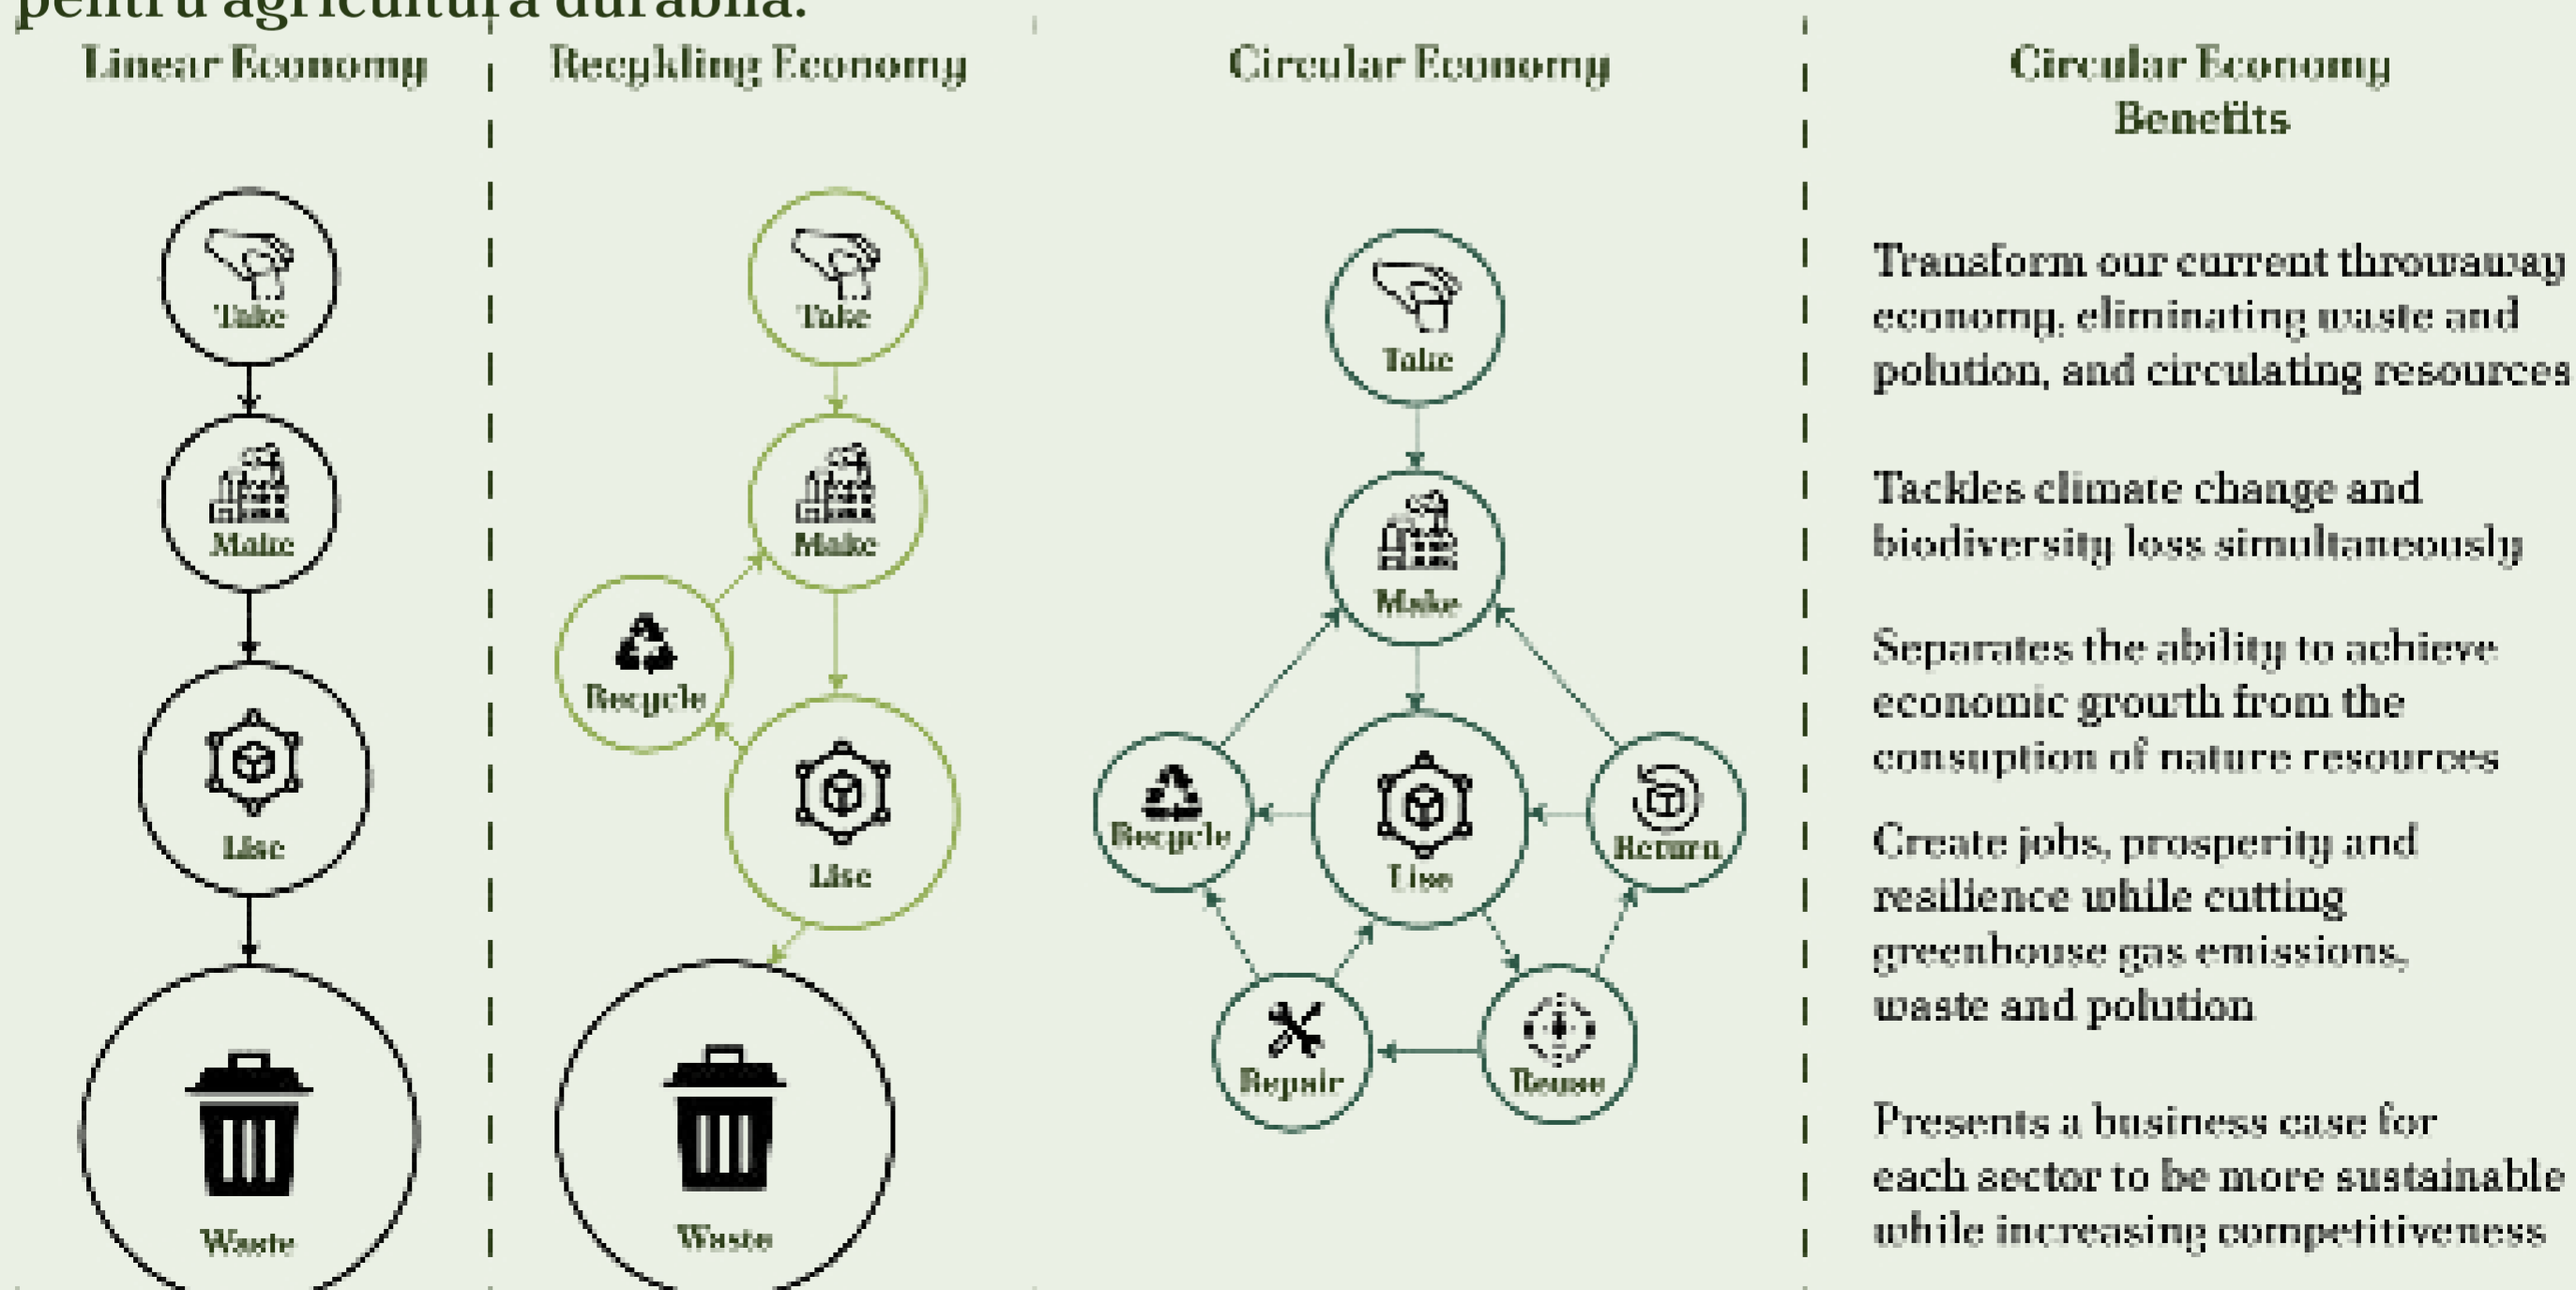 pentru agricultura durabilă.
Linear Economy
Take
Make
Use
Waste
Recykling Economy
Take
Make
Recycle
Use
Waste
Circular Economy
Take
Make
Recycle
Use
Return
Repair
Reuse
Circular Economy
Benefits
Transform our current throwaway
economy, eliminating waste and
polution, and circulating resources
Tackles climate change and
biodiversity loss simultaneously
Separates the ability to achieve
economic growth from the
consuption of nature resources
Create jobs, prosperity and
resilience while cutting
greenhouse gas emissions,
waste and polution
Presents a business case for
each sector to be more sustainable
while increasing competitiveness